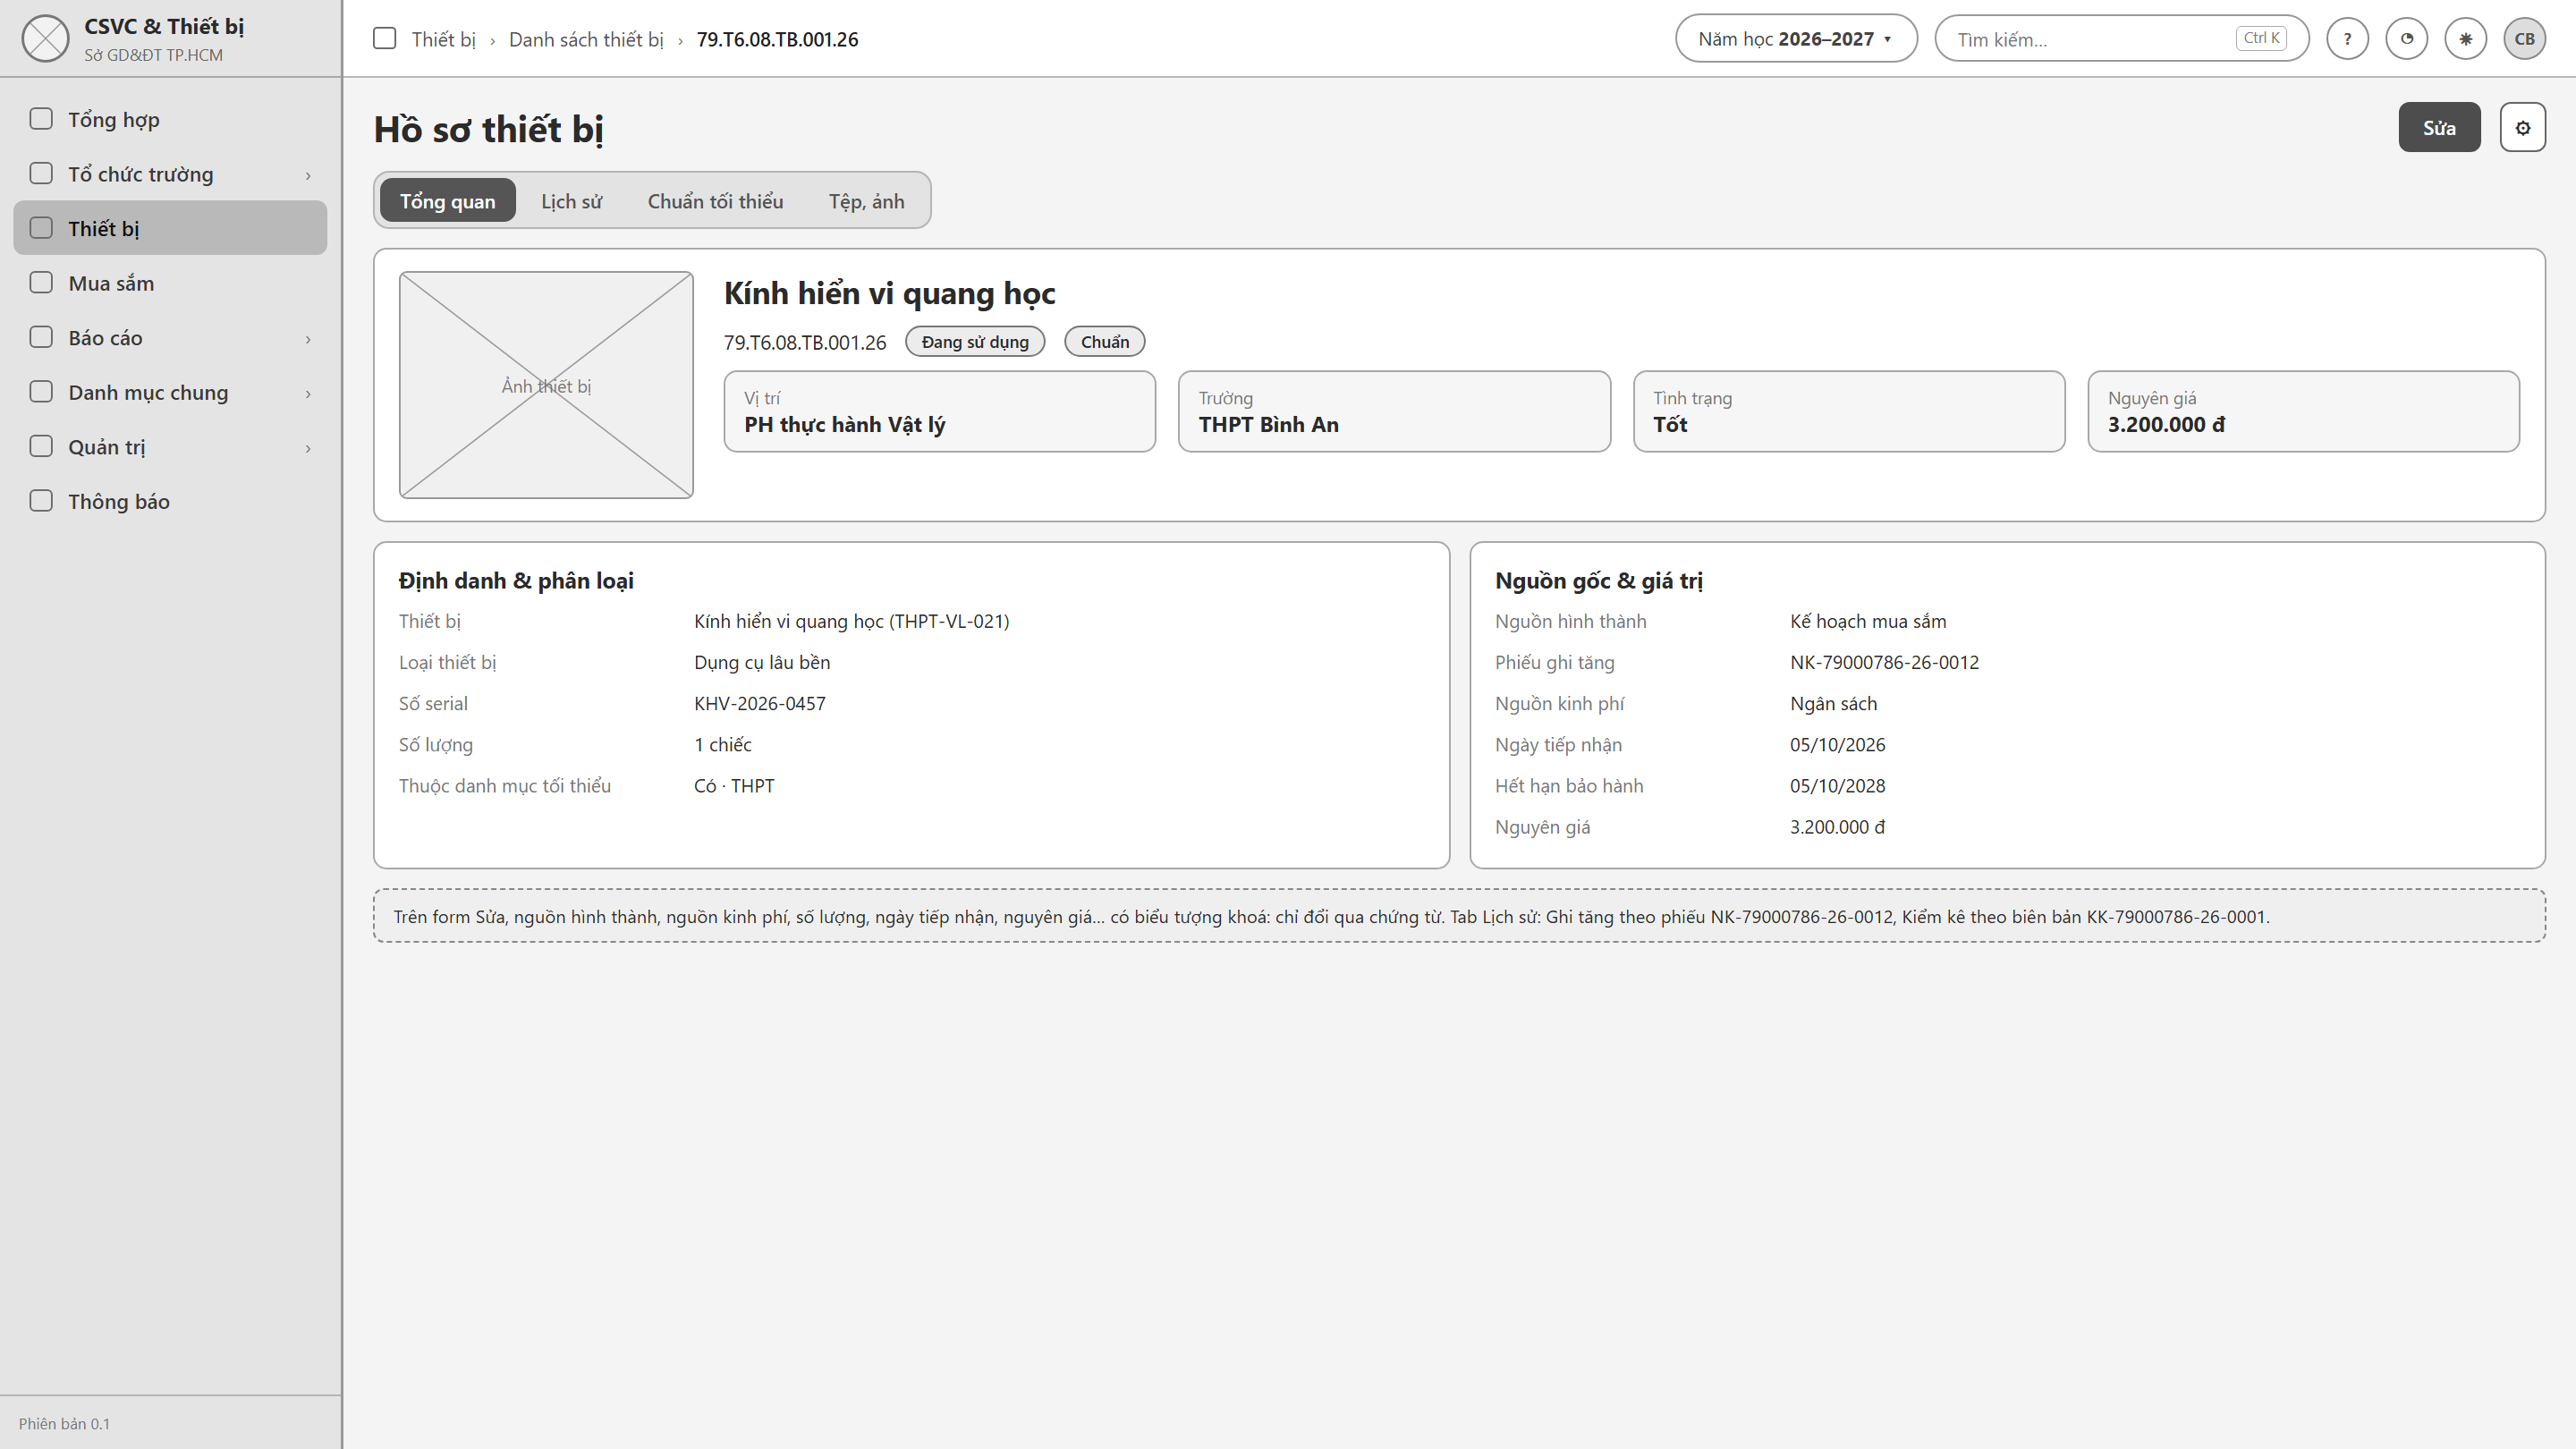 CSVC & Thiết bị
Sở GD&ĐT TP.HCM
Tổng hợp
Tổ chức trường ›
Thiết bị
Mua sắm
Báo cáo ›
Danh mục chung ›
Quản trị ›
Thông báo
Phiên bản 0.1
Thiết bị › Danh sách thiết bị › 79.T6.08.TB.001.26
Năm học 2026–2027 ▾
Tìm kiếm... Ctrl K
?
CB
Hồ sơ thiết bị
Sửa
Tổng quan Lịch sử Chuẩn tối thiểu Tệp, ảnh
Ảnh thiết bị
Kính hiển vi quang học
79.T6.08.TB.001.26 Đang sử dụng Chuẩn
Vị trí
PH thực hành Vật lý
Trường
THPT Bình An
Tình trạng
Tốt
Nguyên giá
3.200.000 đ
Định danh & phân loại
Thiết bị Kính hiển vi quang học (THPT-VL-021)
Loại thiết bị Dụng cụ lâu bền
Số serial KHV-2026-0457
Số lượng 1 chiếc
Thuộc danh mục tối thiểu Có · THPT
Nguồn gốc & giá trị
Nguồn hình thành Kế hoạch mua sắm
Phiếu ghi tăng NK-79000786-26-0012
Nguồn kinh phí Ngân sách
Ngày tiếp nhận 05/10/2026
Hết hạn bảo hành 05/10/2028
Nguyên giá 3.200.000 đ
Trên form Sửa, nguồn hình thành, nguồn kinh phí, số lượng, ngày tiếp nhận, nguyên giá... có biểu tượng khoá: chỉ đổi qua chứng từ. Tab Lịch sử: Ghi tăng theo phiếu NK-79000786-26-0012, Kiểm kê theo biên bản KK-79000786-26-0001.